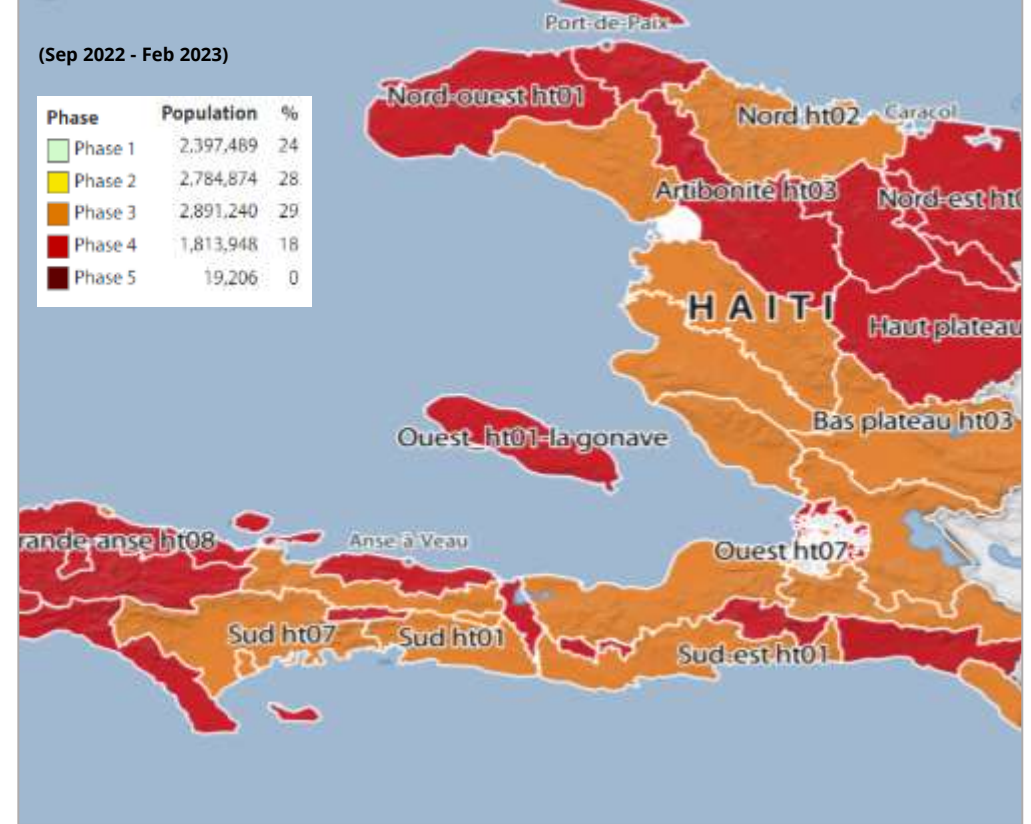 Port-de-Paix
(Sep 2022 - Feb 2023)
Nord-ouest ht01
Phase Population %
Phase 1 2,397,489 24
Phase 2 2,784,874 28
Phase 3 2,891,240 29
Phase 4 1,813,948 18
Phase 5 19,206 0
Nord ht02
Caracol
Artibonite ht03
Nord-est ht0
HAITI
Haut plateau
Bas plateau ht03
Ouest_ht01-la gonave
rande-anse ht08
Anse à Veau
Ouest ht07
Sud ht07
Sud ht01
Sud-est ht01